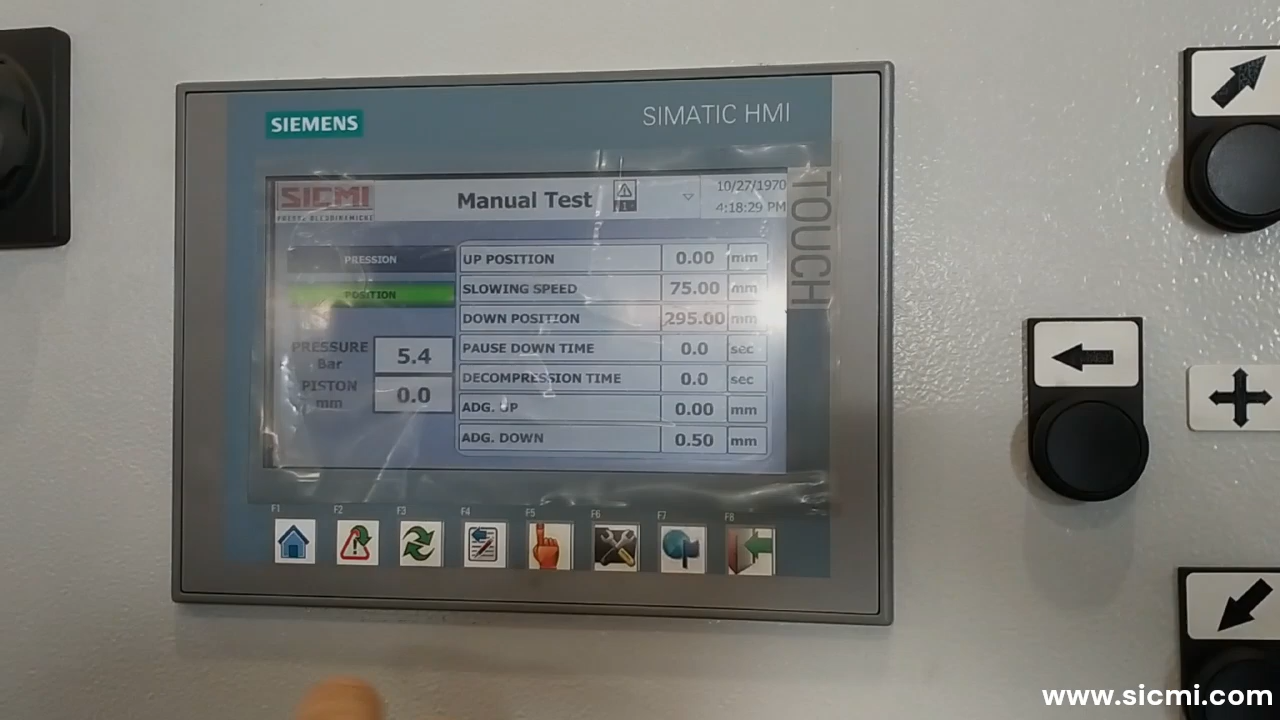 SIEMENS
SIMATIC HMI
TOUCH
SICMI
PRESSE OLEODINAMICHE
Manual Test
10/27/1970
4:18:29 PM
PRESSION
POSITION
PRESSURE
Bar
5.4
PISTON
mm
0.0
UP POSITION 0.00 mm
SLOWING SPEED 75.00 mm
DOWN POSITION 295.00 mm
PAUSE DOWN TIME 0.0 sec
DECOMPRESSION TIME 0.0 sec
ADG. UP 0.00 mm
ADG. DOWN 0.50 mm
F1 F2 F3 F4 F5 F6 F7 F8
www.sicmi.com